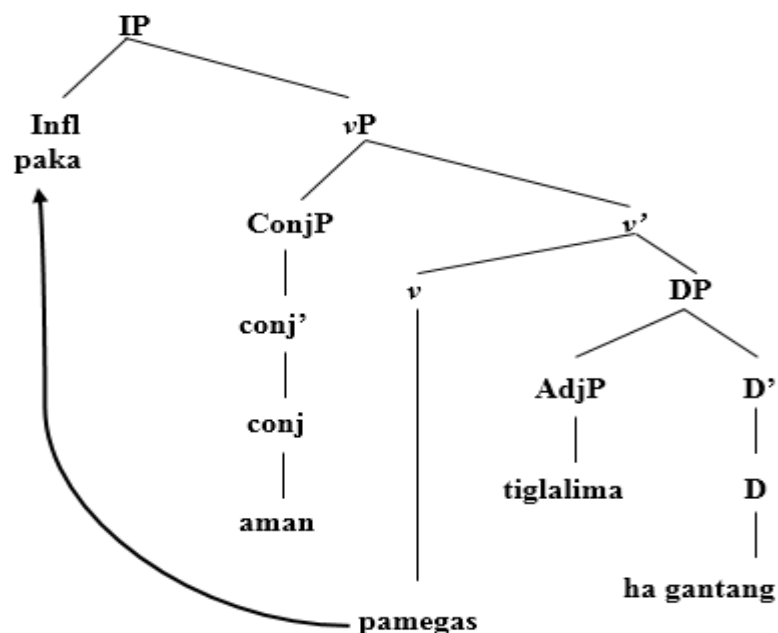 IP
Infl
paka
vP
ConjP
v’
v
DP
conj’
AdjP
D’
conj
tiglalima
D
aman
ha gantang
pamegas